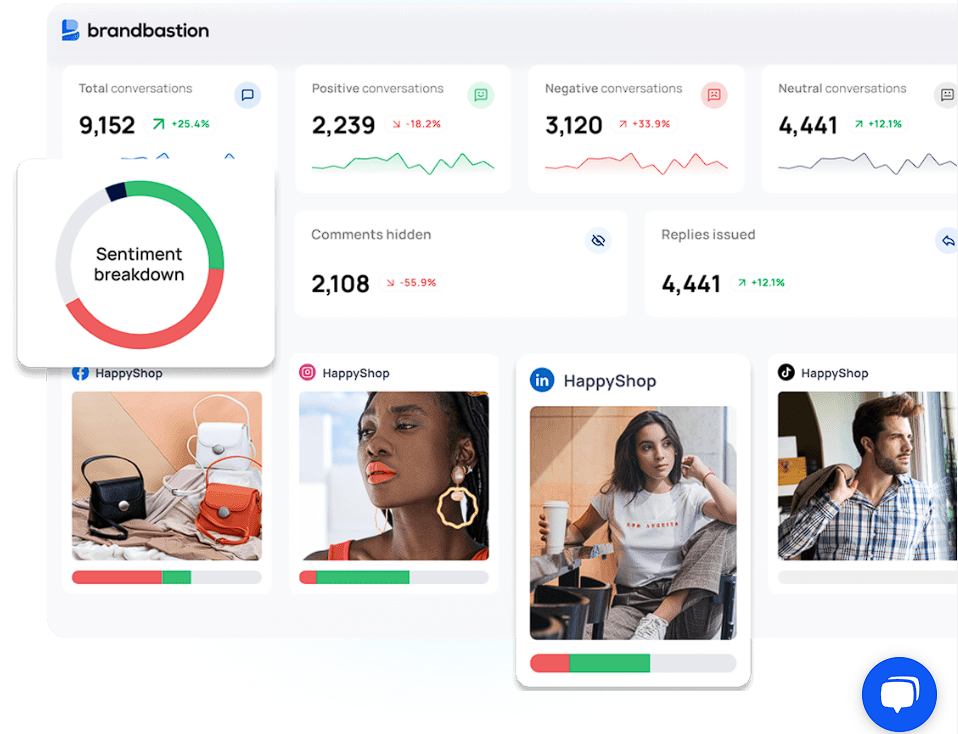 brandbastion
Total conversations
9,152 +25.4%
Positive conversations
2,239 -18.2%
Negative conversations
3,120 +33.9%
Neutral conversations
4,441 +12.1%
Sentiment
breakdown
Comments hidden
2,108 -55.9%
Replies issued
4,441 +12.1%
HappyShop
HappyShop
in HappyShop
HappyShop